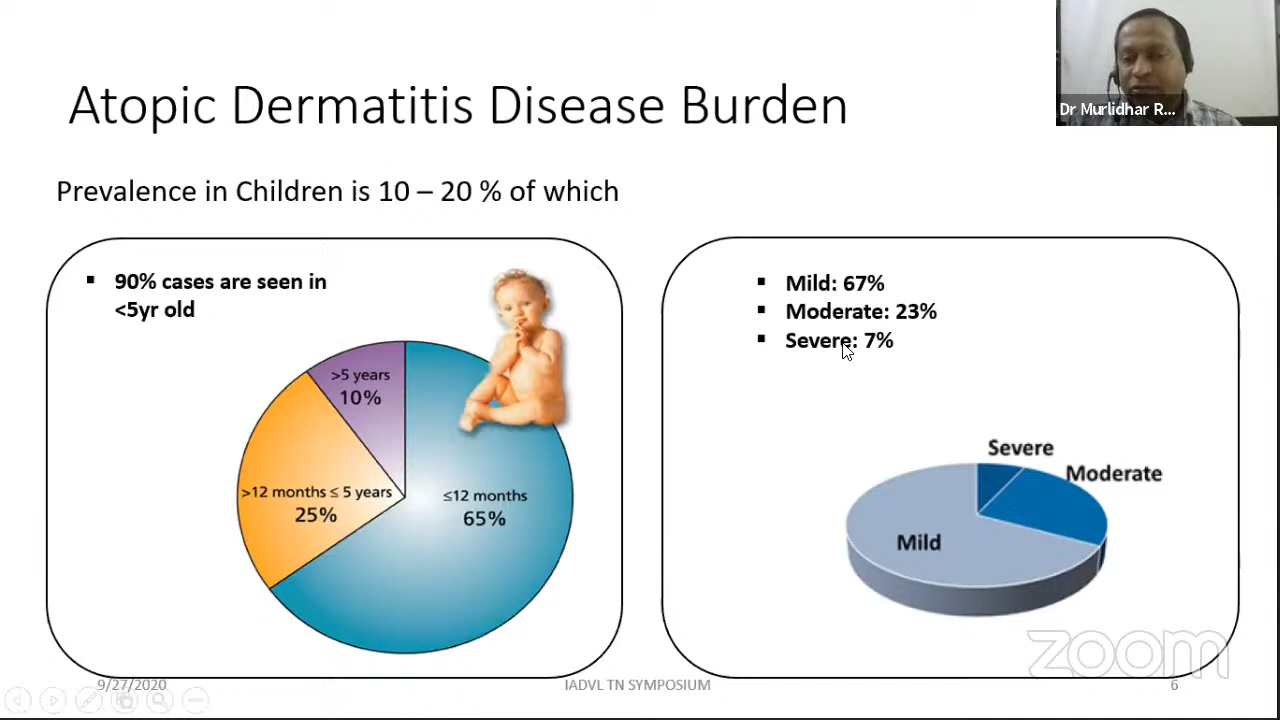 Dr Murlidhar R...
Atopic Dermatitis Disease Burden
Prevalence in Children is 10 – 20 % of which
▪ 90% cases are seen in
<5yr old
>5 years
10%
>12 months ≤ 5 years
25%
≤12 months
65%
▪ Mild: 67%
▪ Moderate: 23%
▪ Severe: 7%
Severe
Moderate
Mild
zoom
9/27/2020
IADVL TN SYMPOSIUM
6